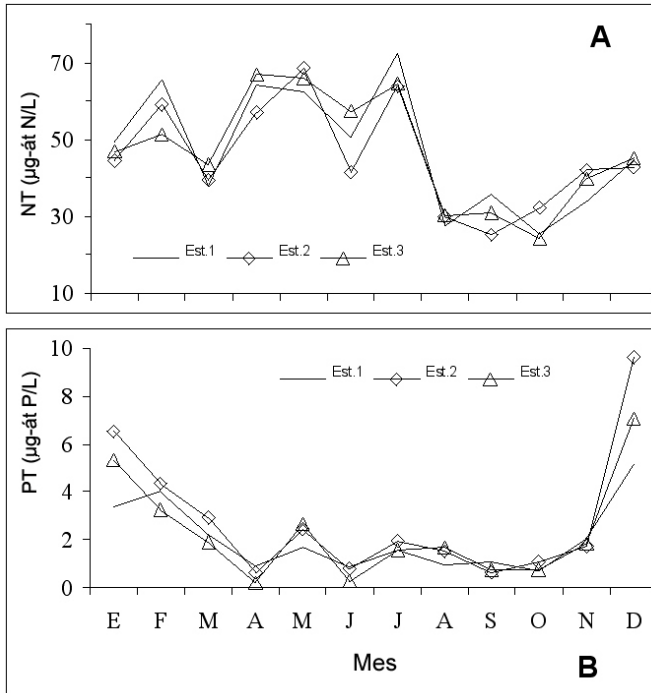 A
NT (µg-át N/L)
70
50
30
10
Est.1 Est.2 Est.3
PT (µg-át P/L)
10
8
6
4
2
0
Est.1 Est.2 Est.3
E F M A M J J A S O N D
Mes
B